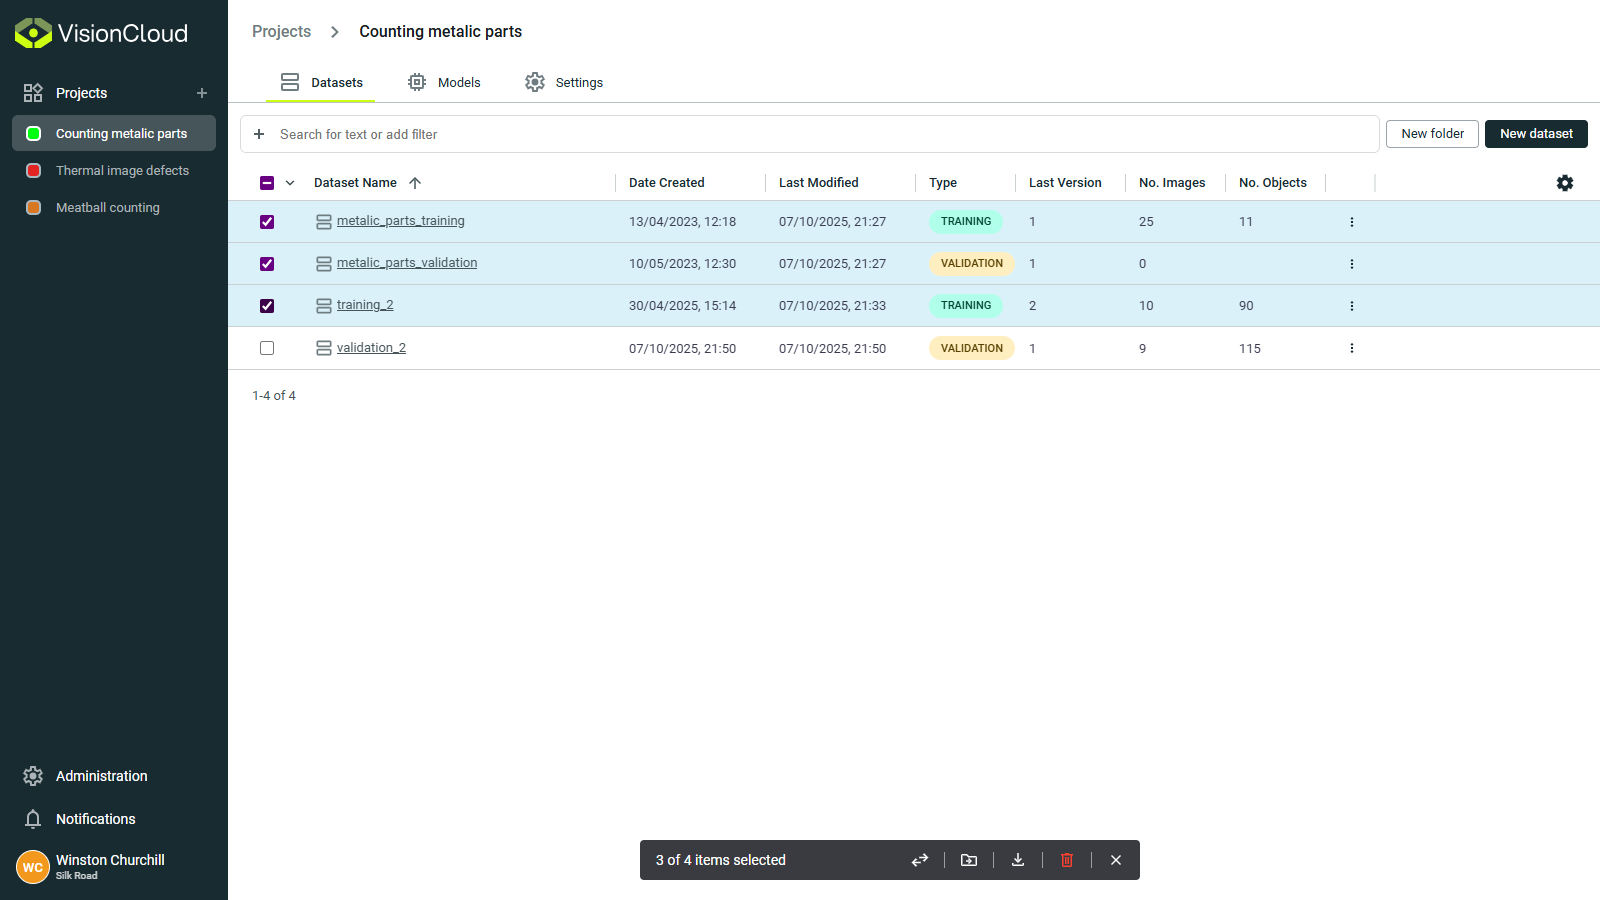 VisionCloud
Projects
Counting metalic parts
Thermal image defects
Meatball counting
Administration
Notifications
WC
Winston Churchill
Silk Road
Projects > Counting metalic parts
Datasets Models Settings
+ Search for text or add filter
New folder New dataset
Dataset Name Date Created Last Modified Type Last Version No. Images No. Objects
metalic_parts_training 13/04/2023, 12:18 07/10/2025, 21:27 TRAINING 1 25 11
metalic_parts_validation 10/05/2023, 12:30 07/10/2025, 21:27 VALIDATION 1 0
training_2 30/04/2025, 15:14 07/10/2025, 21:33 TRAINING 2 10 90
validation_2 07/10/2025, 21:50 07/10/2025, 21:50 VALIDATION 1 9 115
1-4 of 4
3 of 4 items selected